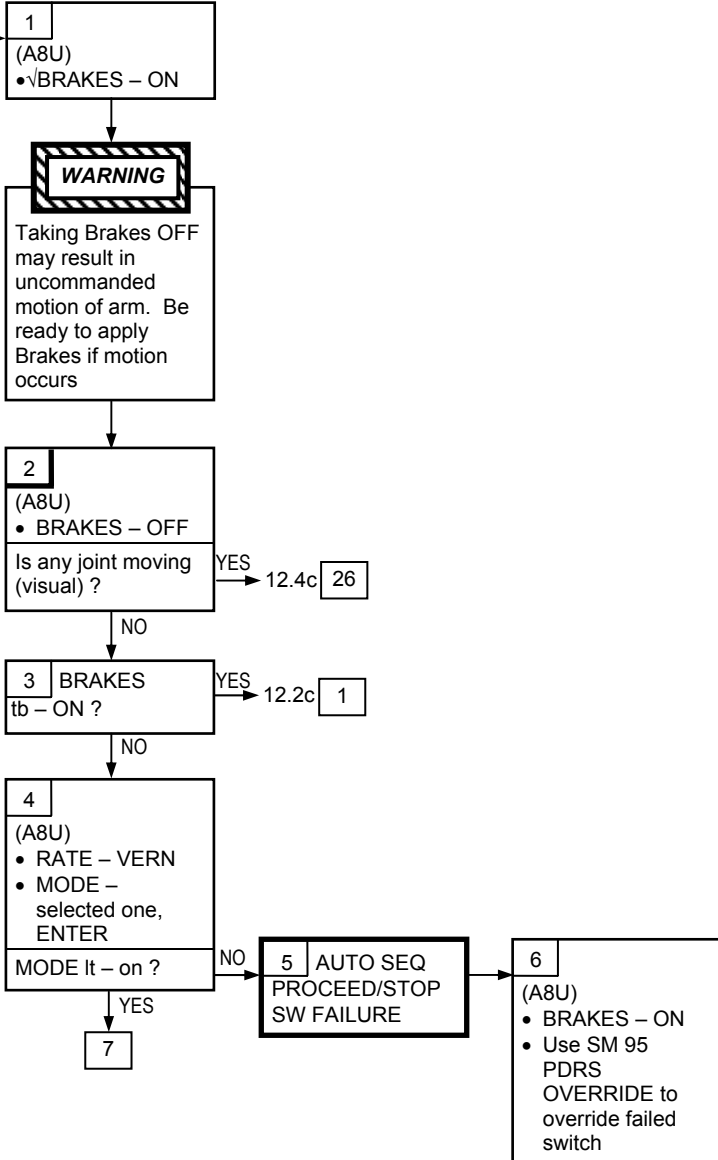 1
(A8U)
•√BRAKES – ON
WARNING
Taking Brakes OFF
may result in
uncommanded
motion of arm.  Be
ready to apply
Brakes if motion
occurs
2
(A8U)
• BRAKES – OFF
Is any joint moving
(visual) ?
YES
12.4c 26
NO
3 BRAKES
tb – ON ?
YES
12.2c 1
NO
4
(A8U)
• RATE – VERN
• MODE –
selected one,
ENTER
MODE lt – on ?
NO
YES
7
5 AUTO SEQ
PROCEED/STOP
SW FAILURE
6
(A8U)
• BRAKES – ON
• Use SM 95
PDRS
OVERRIDE to
override failed
switch